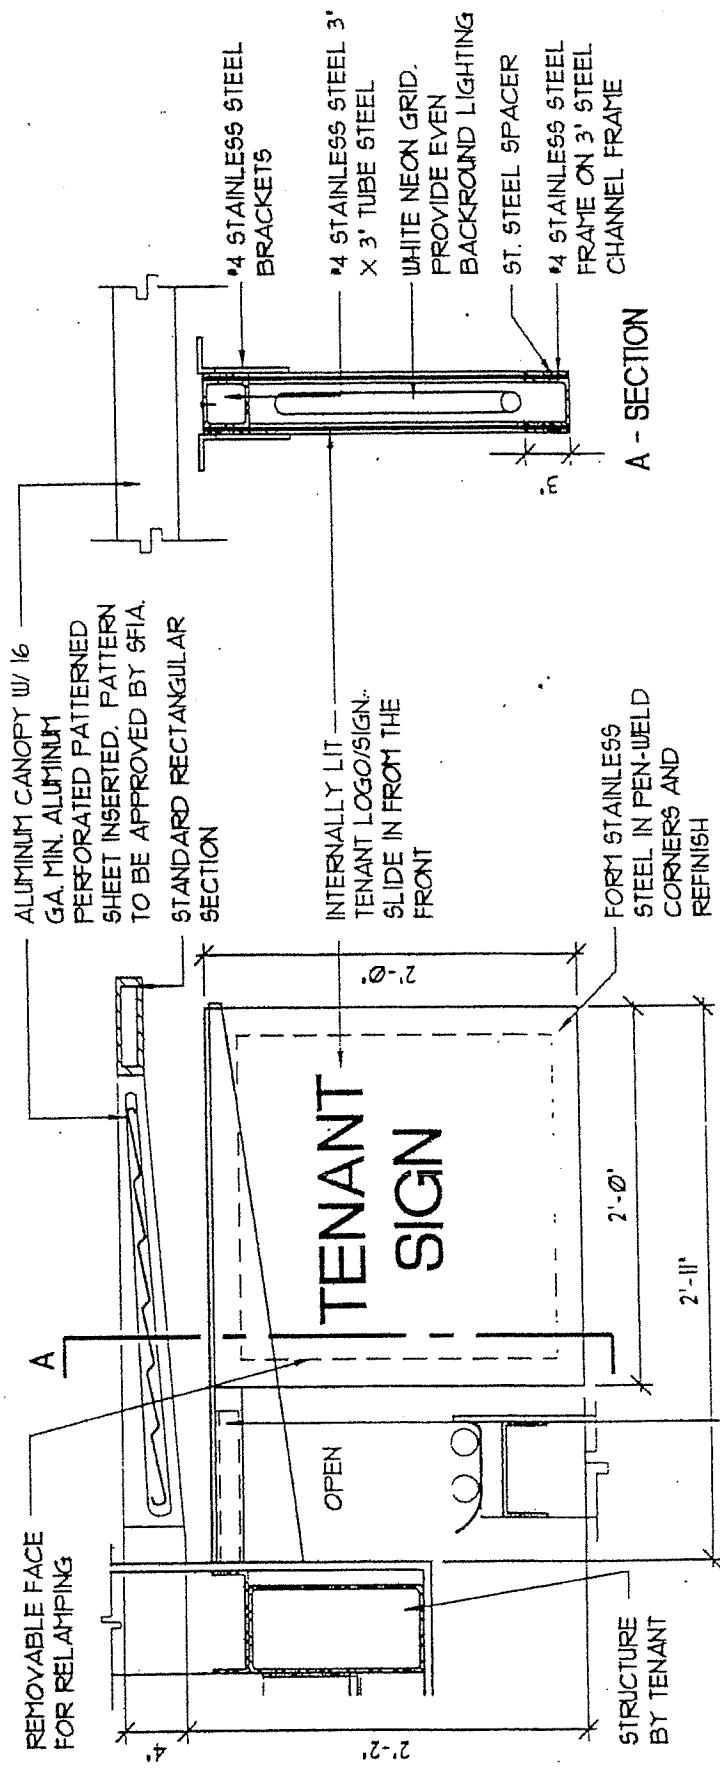 REMOVABLE FACE
FOR RELAMPING
ALUMINUM CANOPY W/ 16
GA. MIN. ALUMINUM
PERFORATED PATTERNED
SHEET INSERTED. PATTERN
TO BE APPROVED BY SFIA.
STANDARD RECTANGULAR
SECTION
#4 STAINLESS STEEL
BRACKETS
#4 STAINLESS STEEL 3"
X 3" TUBE STEEL
WHITE NEON GRID.
PROVIDE EVEN
BACKROUND LIGHTING
ST. STEEL SPACER
#4 STAINLESS STEEL
FRAME ON 3" STEEL
CHANNEL FRAME
INTERNALLY LIT
TENANT LOGO/SIGN.
SLIDE IN FROM THE
FRONT
A
4"
2'-2"
OPEN
TENANT
SIGN
2'-0"
3"
A - SECTION
STRUCTURE
BY TENANT
2'-0"
2'-11"
FORM STAINLESS
STEEL IN PEN-WELD
CORNERS AND
REFINISH